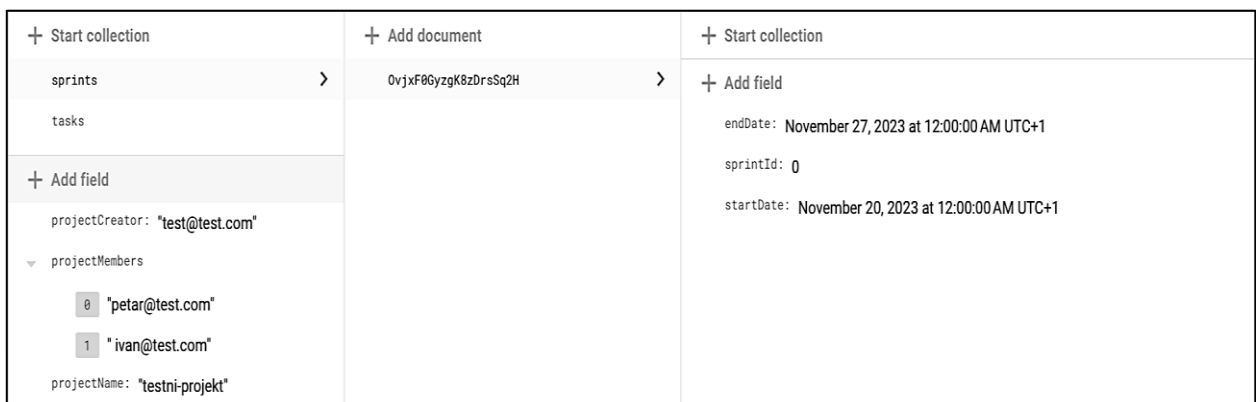 + Start collection
sprints
tasks
+ Add field
projectCreator: "test@test.com"
projectMembers
0 "petar@test.com"
1 " ivan@test.com"
projectName: "testni-projekt"
+ Add document
OvjxF0GyzgK8zDrsSq2H
+ Start collection
+ Add field
endDate: November 27, 2023 at 12:00:00 AM UTC+1
sprintId: 0
startDate: November 20, 2023 at 12:00:00 AM UTC+1